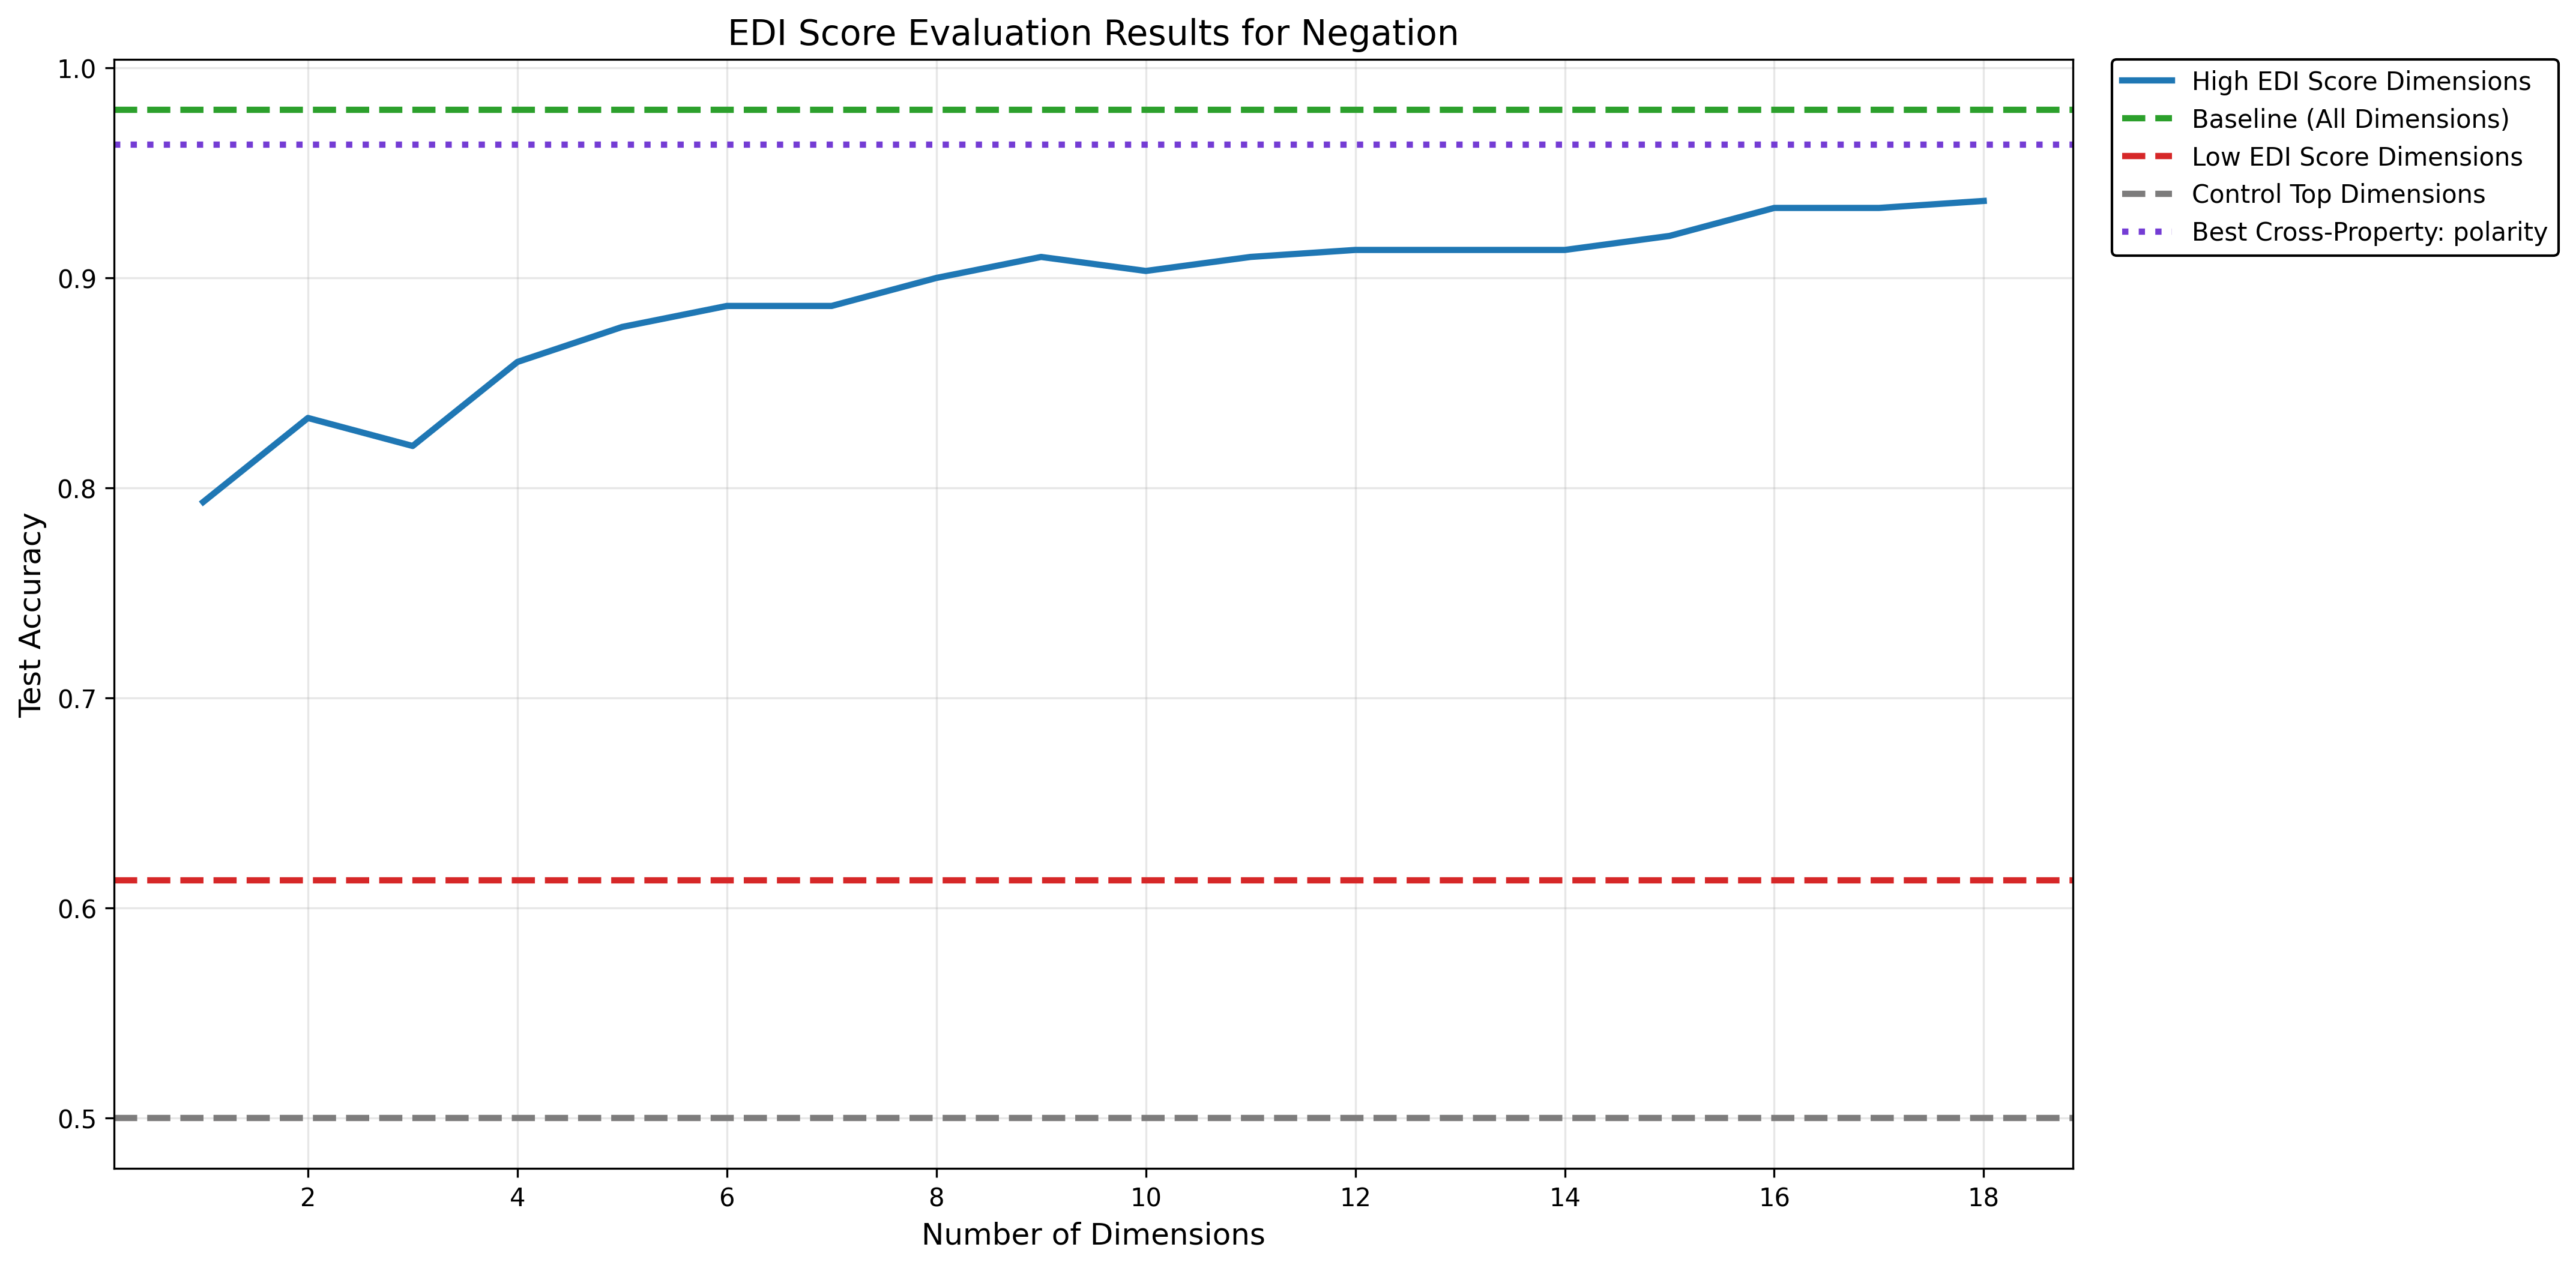 EDI Score Evaluation Results for Negation
1.0
0.9
0.8
0.7
0.6
0.5
Test Accuracy
2 4 6 8 10 12 14 16 18
Number of Dimensions
High EDI Score Dimensions
Baseline (All Dimensions)
Low EDI Score Dimensions
Control Top Dimensions
Best Cross-Property: polarity